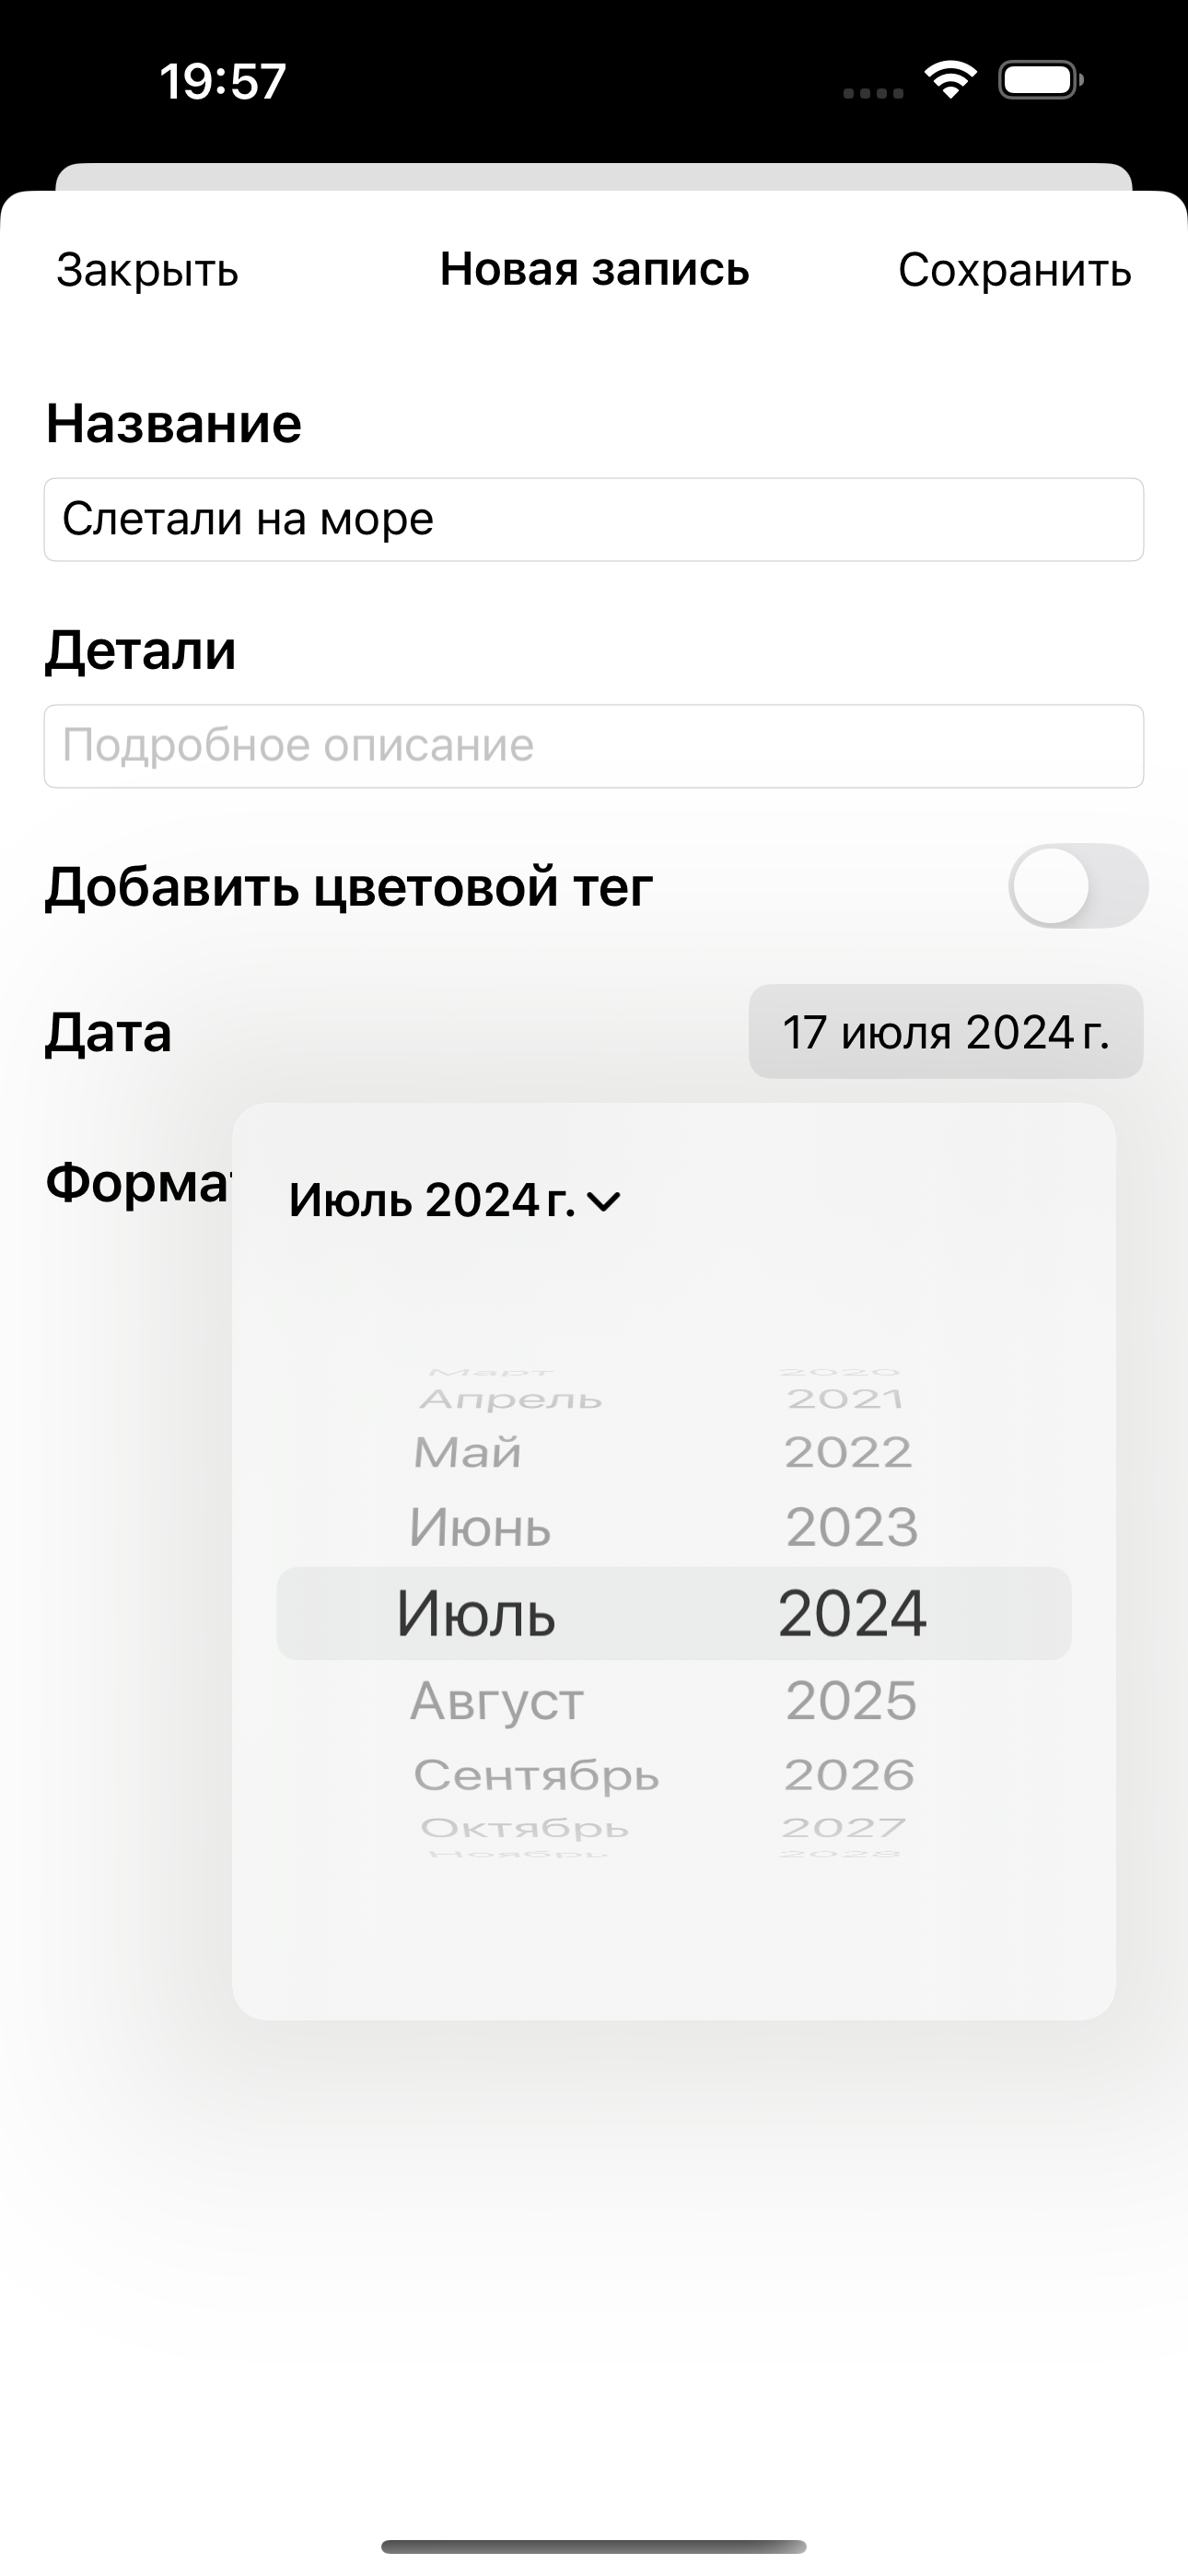 19:57
Закрыть
Новая запись
Сохранить
Название
Слетали на море
Детали
Подробное описание
Добавить цветовой тег
Дата
17 июля 2024 г.
Формат
Июль 2024 г.
Март 2020
Апрель 2021
Май 2022
Июнь 2023
Июль 2024
Август 2025
Сентябрь 2026
Октябрь 2027
Ноябрь 2028